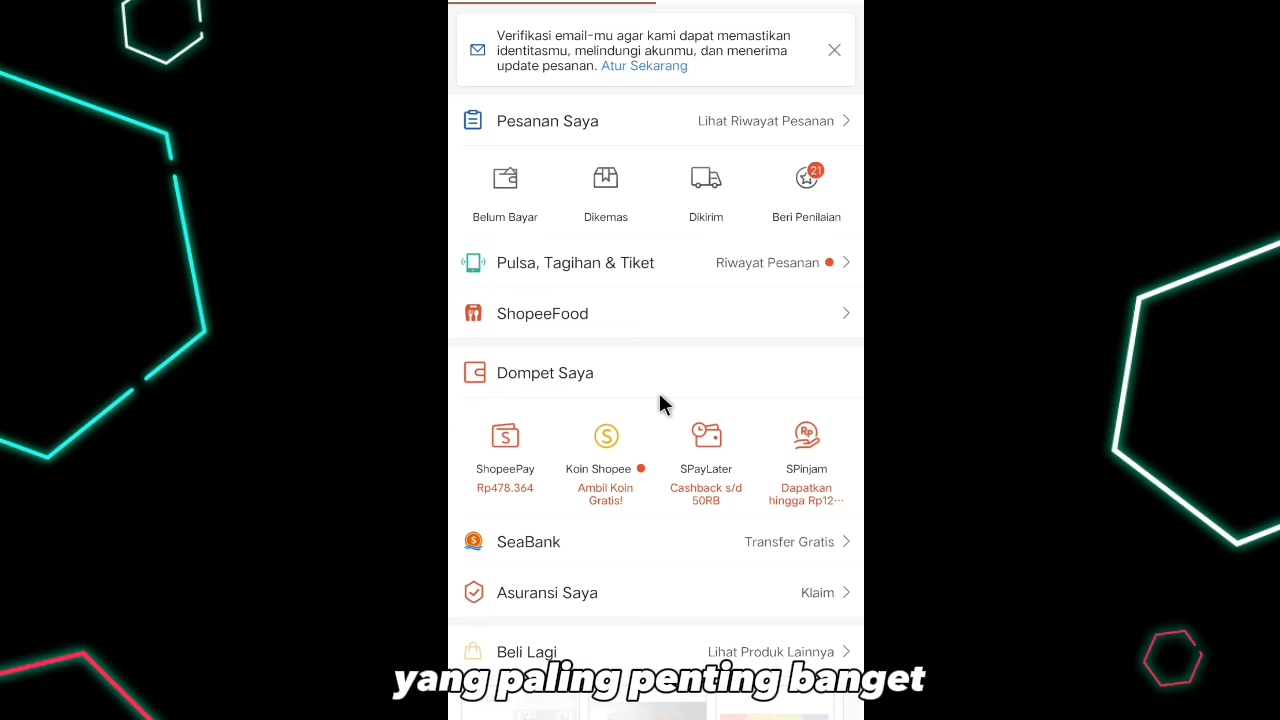 Verifikasi email-mu agar kami dapat memastikan
identitasmu, melindungi akunmu, dan menerima
update pesanan. Atur Sekarang
Pesanan Saya
Lihat Riwayat Pesanan
21
Belum Bayar
Dikemas
Dikirim
Beri Penilaian
Pulsa, Tagihan & Tiket
Riwayat Pesanan
ShopeeFood
Dompet Saya
S
S
Rp
ShopeePay
Koin Shopee
SPayLater
SPinjam
Rp478.364
Ambil Koin
Gratis!
Cashback s/d
50RB
Dapatkan
hingga Rp12···
S
SeaBank
Transfer Gratis
Asuransi Saya
Klaim
Beli Lagi
Lihat Produk Lainnya
yang paling penting banget